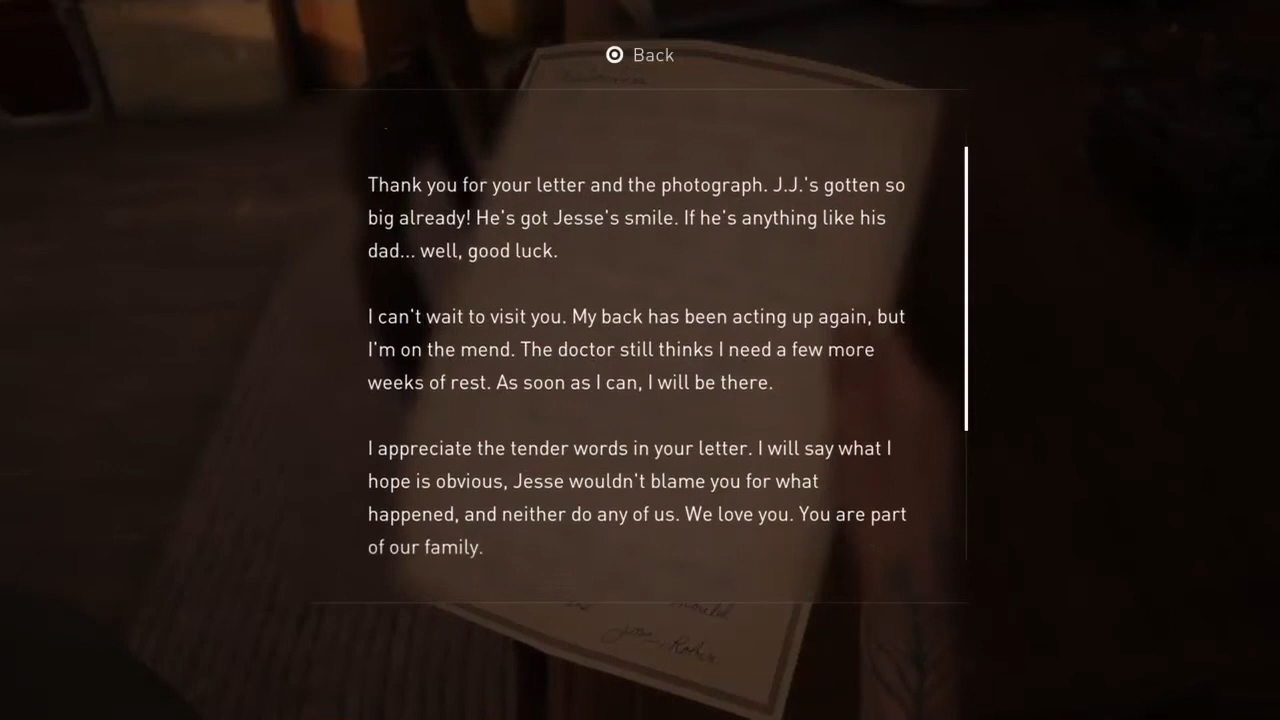 Back
Thank you for your letter and the photograph. J.J.'s gotten so
big already! He's got Jesse's smile. If he's anything like his
dad... well, good luck.
I can't wait to visit you. My back has been acting up again, but
I'm on the mend. The doctor still thinks I need a few more
weeks of rest. As soon as I can, I will be there.
I appreciate the tender words in your letter. I will say what I
hope is obvious, Jesse wouldn't blame you for what
happened, and neither do any of us. We love you. You are part
of our family.
Robin